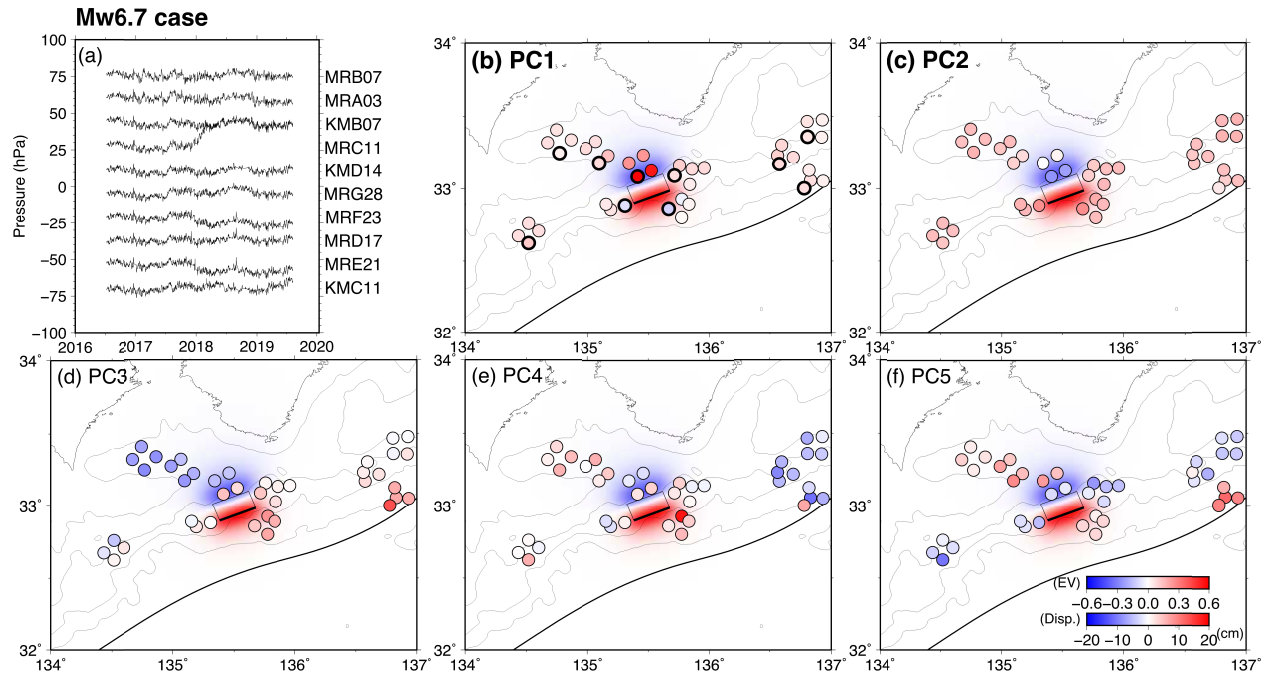 Mw6.7 case
(a)
100
75
50
25
0
−25
−50
−75
−100
Pressure (hPa)
2016
2017
2018
2019
2020
MRB07
MRA03
KMB07
MRC11
KMD14
MRG28
MRF23
MRD17
MRE21
KMC11
(b) PC1
34˚
33˚
32˚
134˚
135˚
136˚
137˚
(c) PC2
34˚
33˚
32˚
134˚
135˚
136˚
137˚
(d) PC3
34˚
33˚
32˚
134˚
135˚
136˚
137˚
(e) PC4
134˚
135˚
136˚
137˚
(f) PC5
134˚
135˚
136˚
137˚
(EV)
−0.6 −0.3 0.0 0.3 0.6
(Disp.)
−20 −10 0 10 20 (cm)